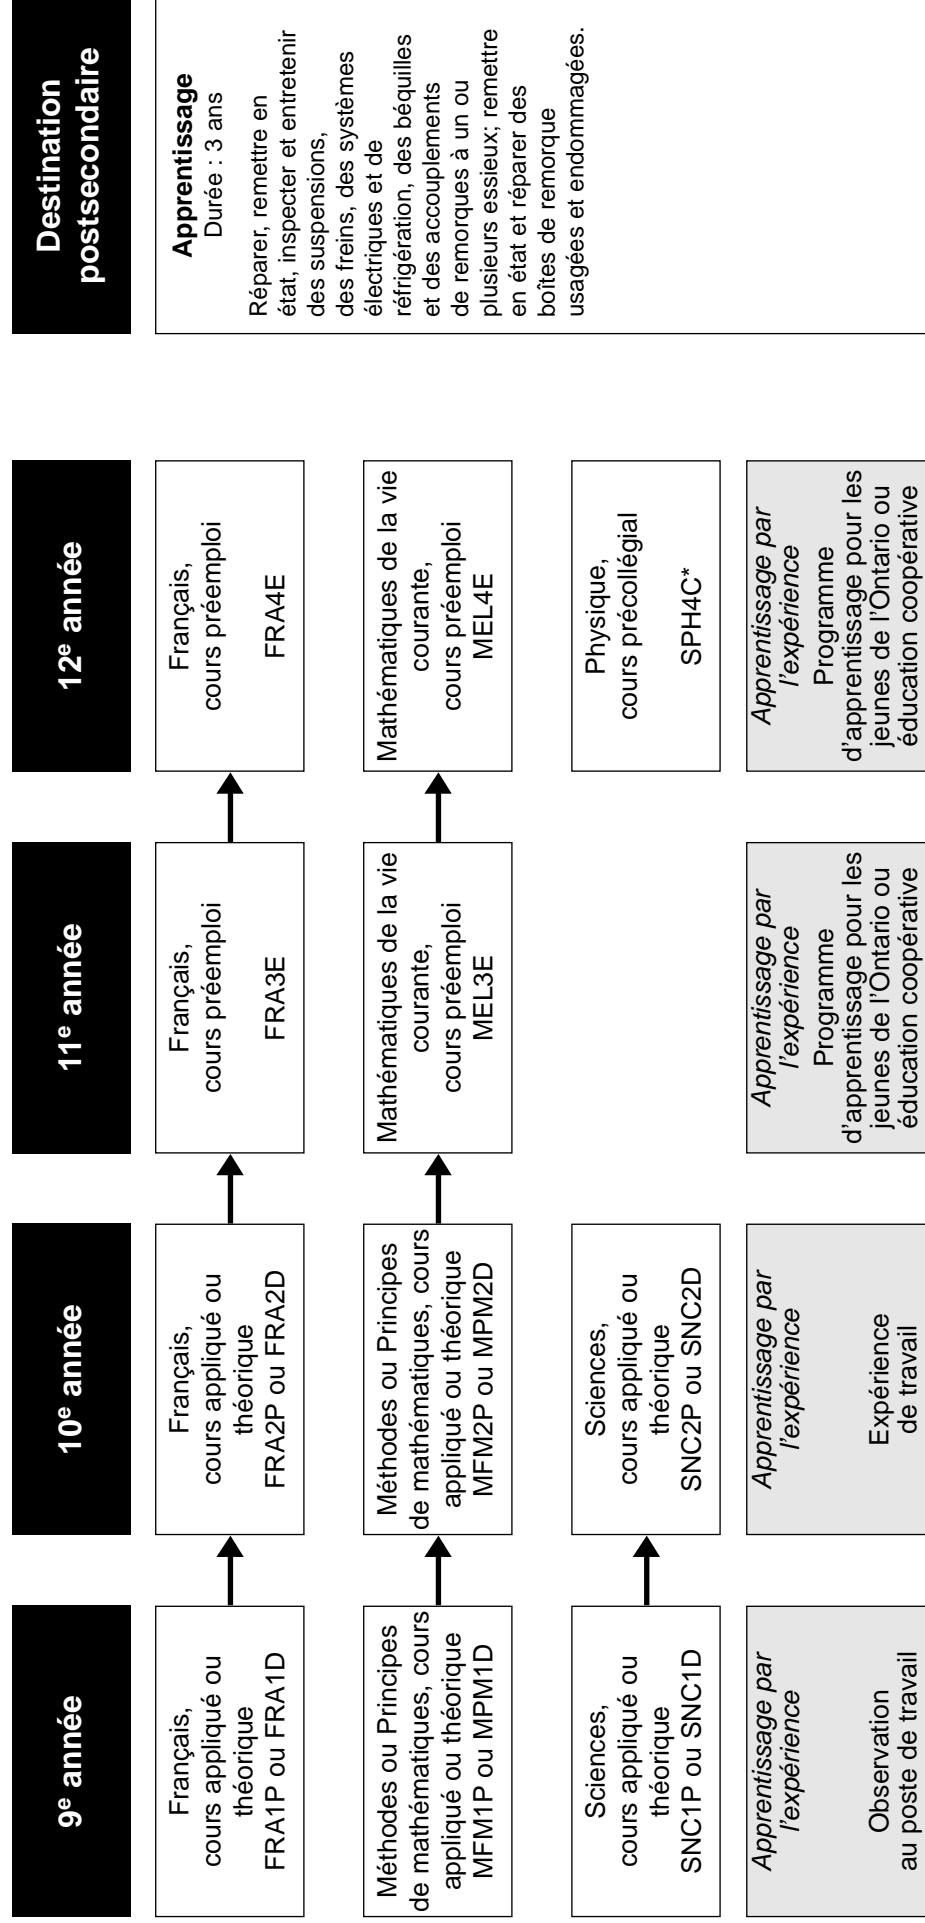 9e année
Français,
cours appliqué ou
théorique
FRA1P ou FRA1D
Méthodes ou Principes
de mathématiques, cours
appliqué ou théorique
MFM1P ou MPM1D
Sciences,
cours appliqué ou
théorique
SNC1P ou SNC1D
Apprentissage par
l'expérience
Observation
au poste de travail
10e année
Français,
cours appliqué ou
théorique
FRA2P ou FRA2D
Méthodes ou Principes
de mathématiques, cours
appliqué ou théorique
MFM2P ou MPM2D
Sciences,
cours appliqué ou
théorique
SNC2P ou SNC2D
Apprentissage par
l'expérience
Expérience
de travail
11e année
Français,
cours préemploi
FRA3E
Mathématiques de la vie
courante,
cours préemploi
MEL3E
Apprentissage par
l'expérience
Programme
d'apprentissage pour les
jeunes de l'Ontario ou
éducation coopérative
12e année
Français,
cours préemploi
FRA4E
Mathématiques de la vie
courante,
cours préemploi
MEL4E
Physique,
cours précollégial
SPH4C*
Apprentissage par
l'expérience
Programme
d'apprentissage pour les
jeunes de l'Ontario ou
éducation coopérative
Destination
postsecondaire
Apprentissage
Durée : 3 ans
Réparer, remettre en
état, inspecter et entretenir
des suspensions,
des freins, des systèmes
électriques et de
réfrigération, des béquilles
et des accouplements
de remorques à un ou
plusieurs essieux; remettre
en état et réparer des
boîtes de remorque
usagées et endommagées.